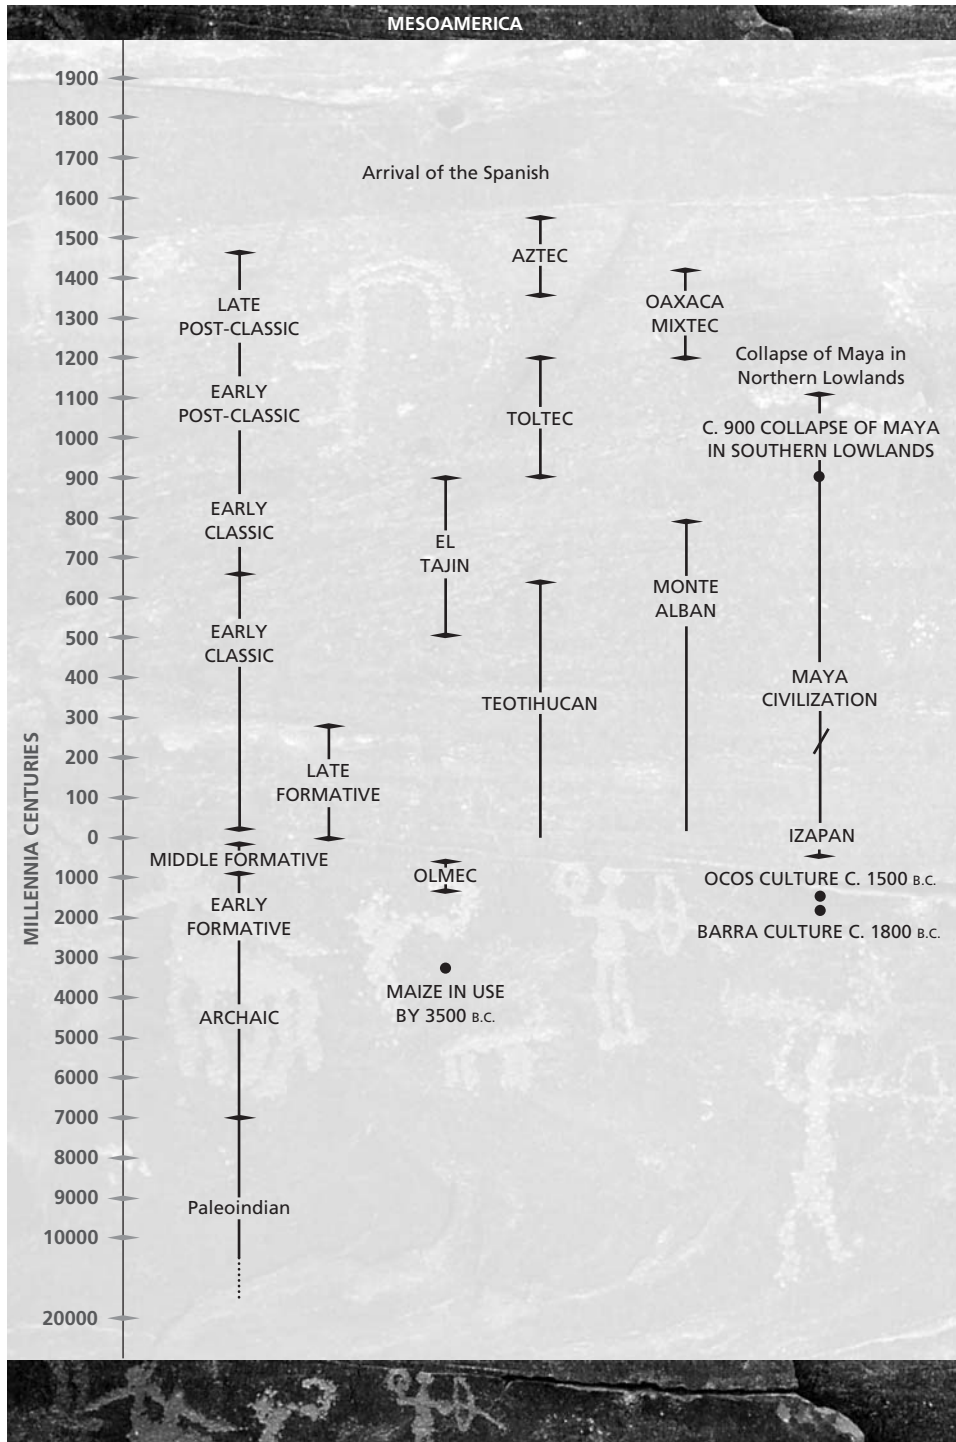 MESOAMERICA
1900
1800
1700
1600
1500
1400
1300
1200
1100
1000
900
800
700
600
500
400
300
200
100
0
1000
2000
3000
4000
5000
6000
7000
8000
9000
10000
20000
MILLENNIA CENTURIES
LATE
POST-CLASSIC
EARLY
POST-CLASSIC
EARLY
CLASSIC
EARLY
CLASSIC
MIDDLE FORMATIVE
EARLY
FORMATIVE
ARCHAIC
Paleoindian
LATE
FORMATIVE
Arrival of the Spanish
EL
TAJIN
OLMEC
MAIZE IN USE
BY 3500 B.C.
AZTEC
TOLTEC
TEOTIHUCAN
OAXACA
MIXTEC
MONTE
ALBAN
Collapse of Maya in
Northern Lowlands
C. 900 COLLAPSE OF MAYA
IN SOUTHERN LOWLANDS
MAYA
CIVILIZATION
IZAPAN
OCOS CULTURE C. 1500 B.C.
BARRA CULTURE C. 1800 B.C.